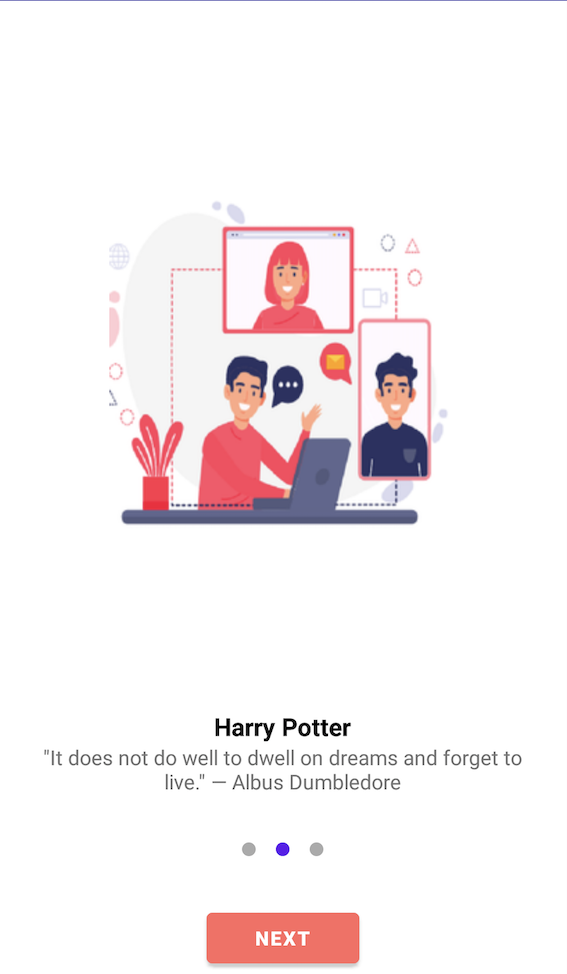 Harry Potter
"It does not do well to dwell on dreams and forget to
live." — Albus Dumbledore
NEXT